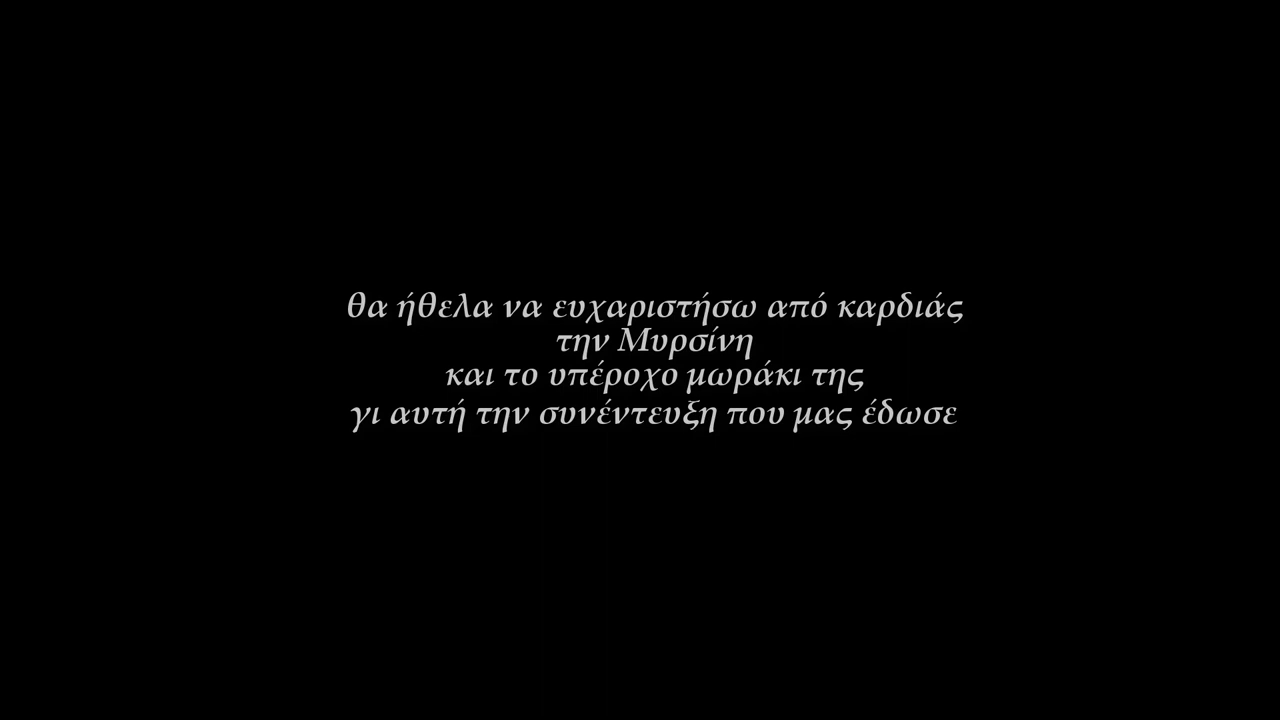 θα ήθελα να ευχαριστήσω από καρδιάς
την Μυρσίνη
και το υπέροχο μωράκι της
γι αυτή την συνέντευξη που μας έδωσε